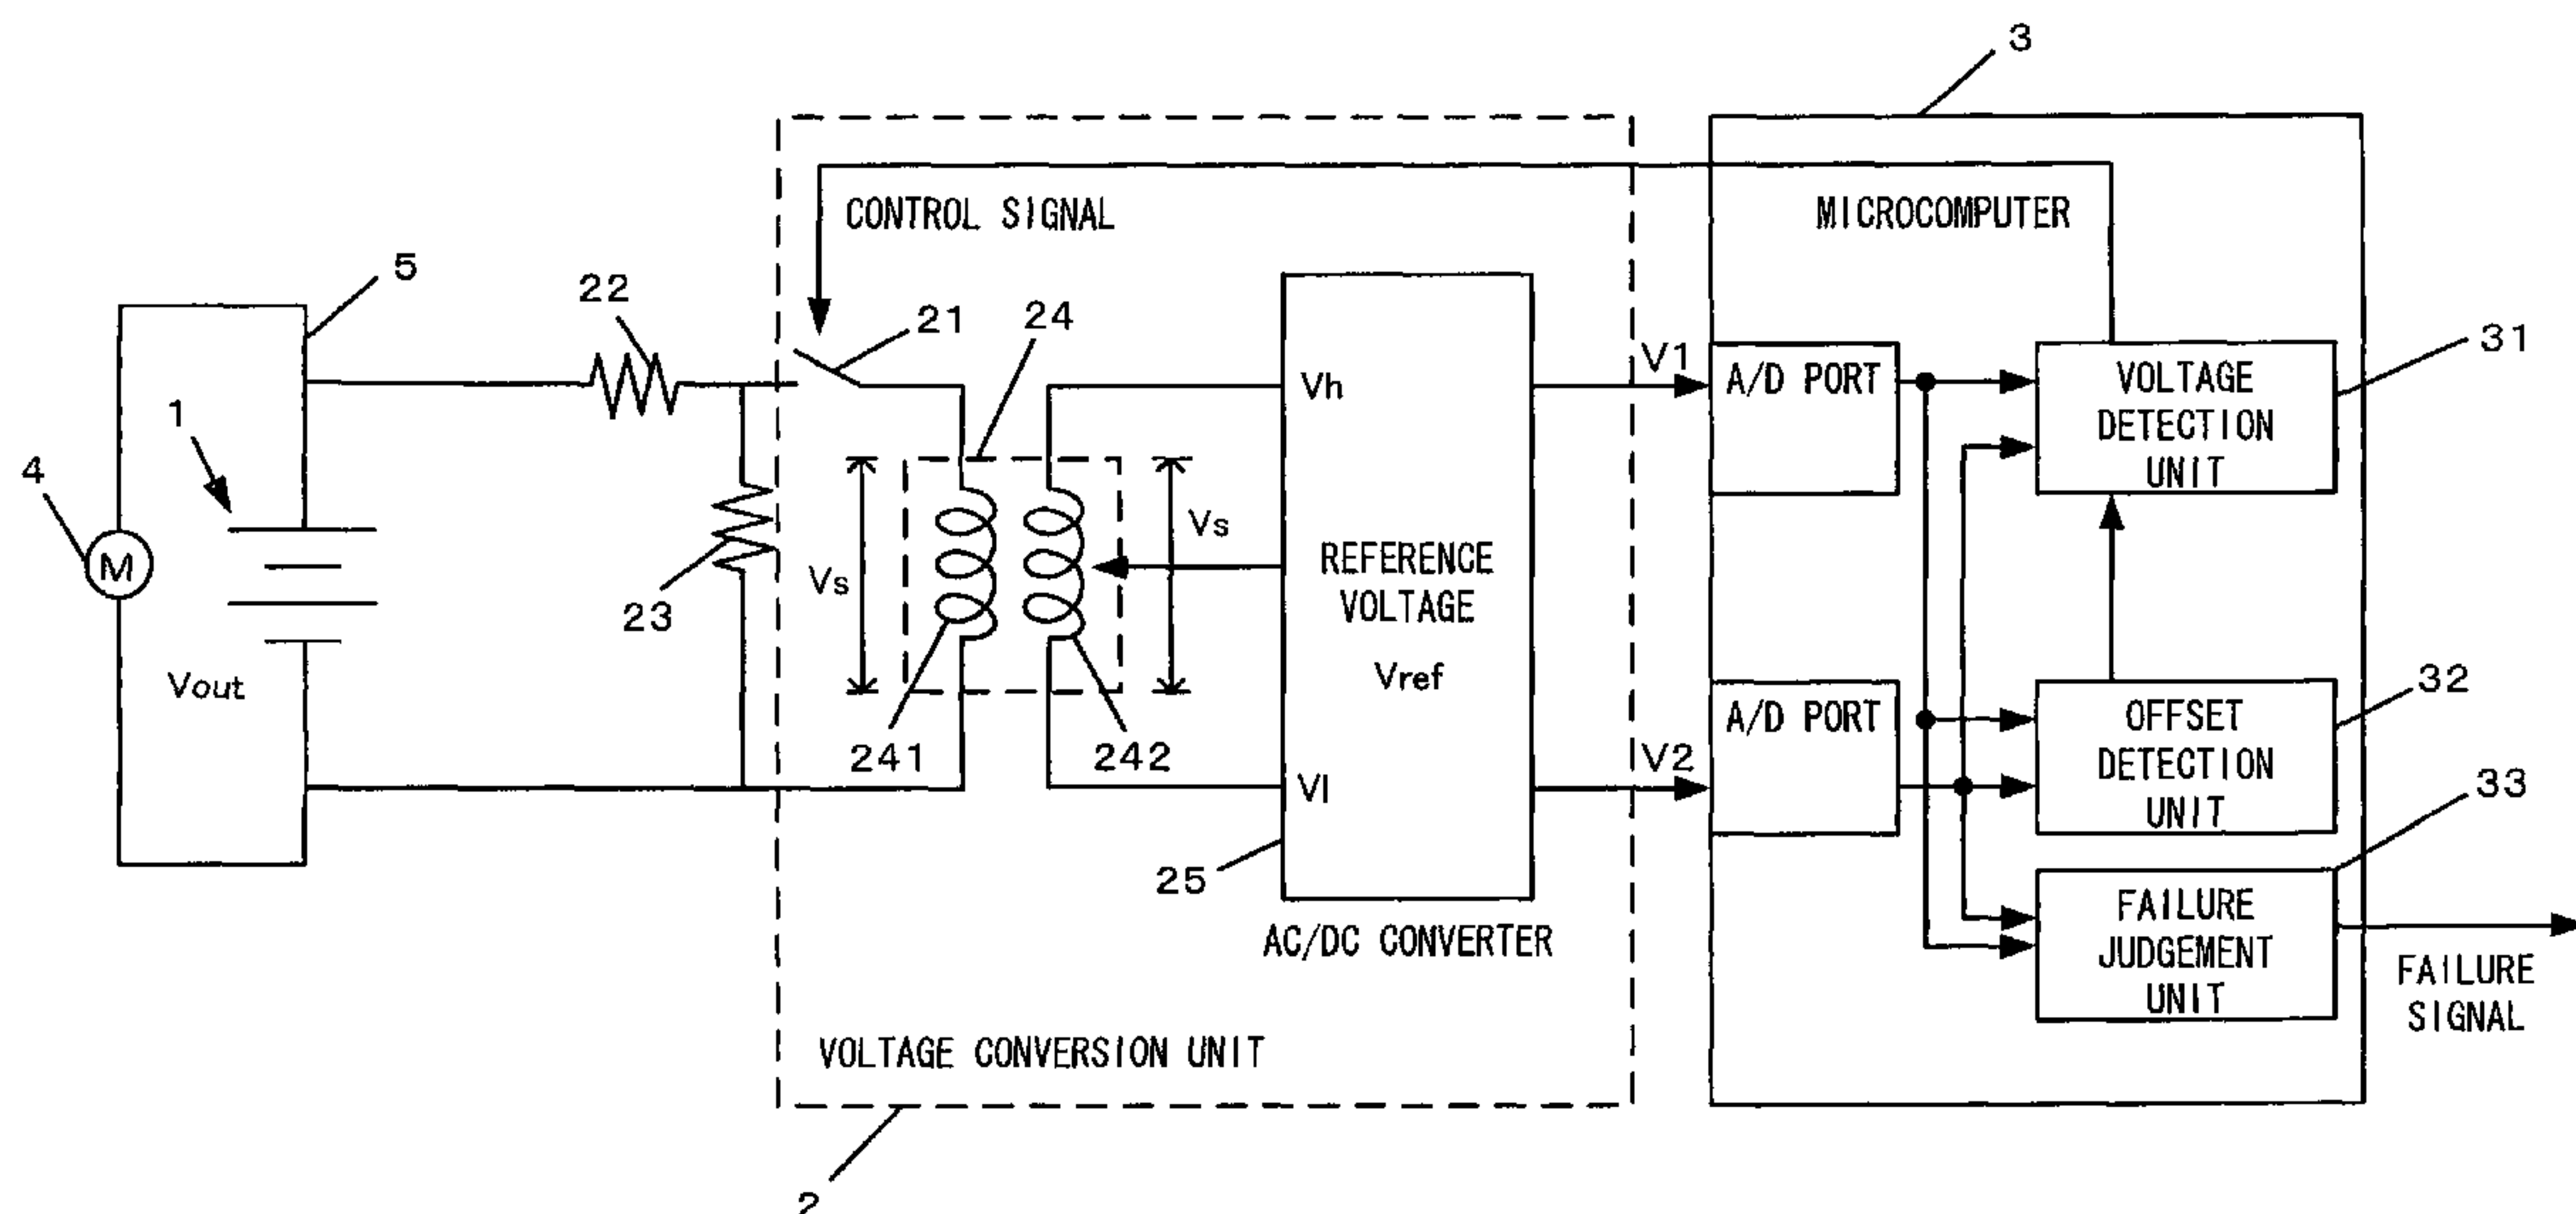 3
CONTROL SIGNAL
MICROCOMPUTER
5
22
21
24
V1
31
1
Vh
A/D PORT
VOLTAGE
DETECTION
UNIT
4
M
Vs
Vs
REFERENCE
VOLTAGE
Vref
23
Vout
241
242
V2
A/D PORT
OFFSET
DETECTION
UNIT
32
Vl
33
25
AC/DC CONVERTER
FAILURE
JUDGEMENT
UNIT
FAILURE
SIGNAL
VOLTAGE CONVERSION UNIT
2